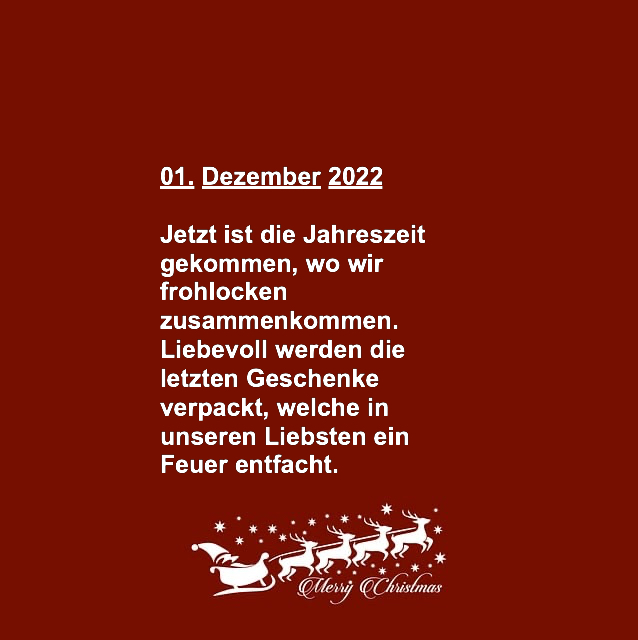 01. Dezember 2022
Jetzt ist die Jahreszeit
gekommen, wo wir
frohlocken
zusammenkommen.
Liebevoll werden die
letzten Geschenke
verpackt, welche in
unseren Liebsten ein
Feuer entfacht.
Merry Christmas